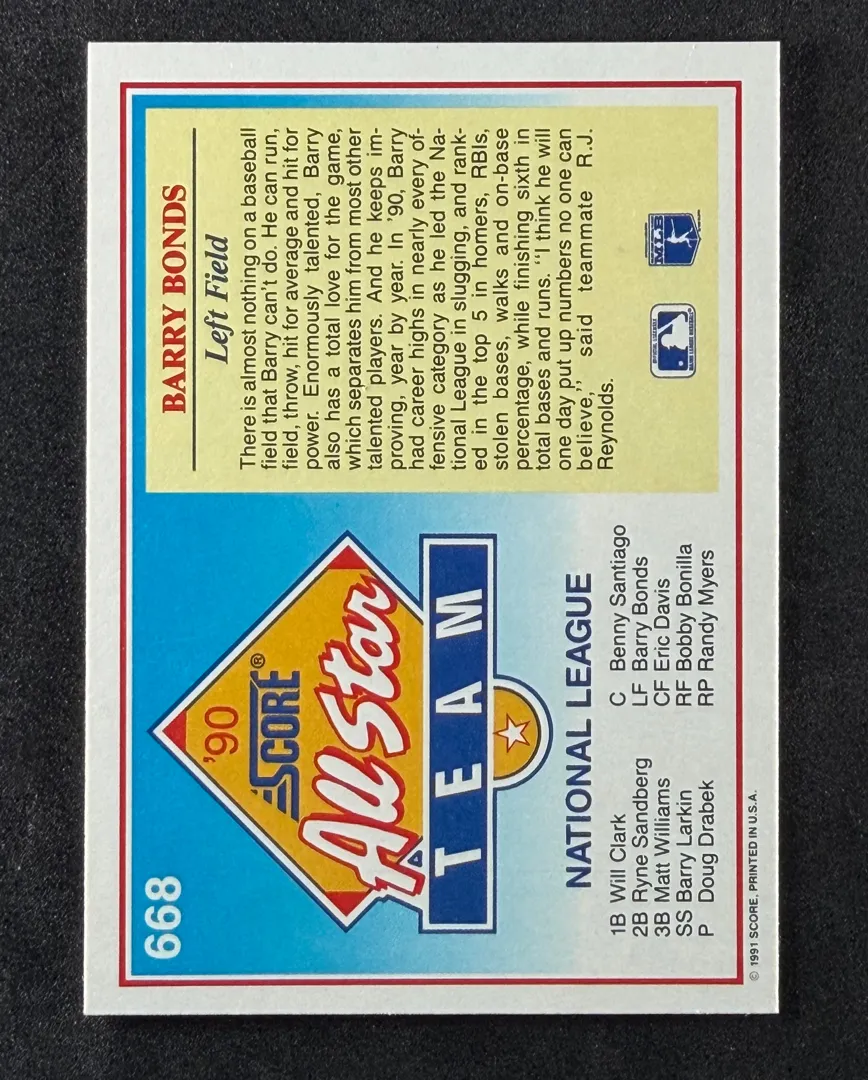 668
'90
SCORE®
All Star
TEAM
NATIONAL LEAGUE
1B Will Clark
2B Ryne Sandberg
3B Matt Williams
SS Barry Larkin
P Doug Drabek
C Benny Santiago
LF Barry Bonds
CF Eric Davis
RF Bobby Bonilla
RP Randy Myers
BARRY BONDS
Left Field
There is almost nothing on a baseball
field that Barry can't do. He can run,
field, throw, hit for average and hit for
power. Enormously talented, Barry
also has a total love for the game,
which separates him from most other
talented players. And he keeps im-
proving, year by year. In '90, Barry
had career highs in nearly every of-
fensive category as he led the Na-
tional League in slugging, and rank-
ed in the top 5 in homers, RBIs,
stolen bases, walks and on-base
percentage, while finishing sixth in
total bases and runs. "I think he will
one day put up numbers no one can
believe," said teammate R.J.
Reynolds.
MLB
© 1991 SCORE, PRINTED IN U.S.A.